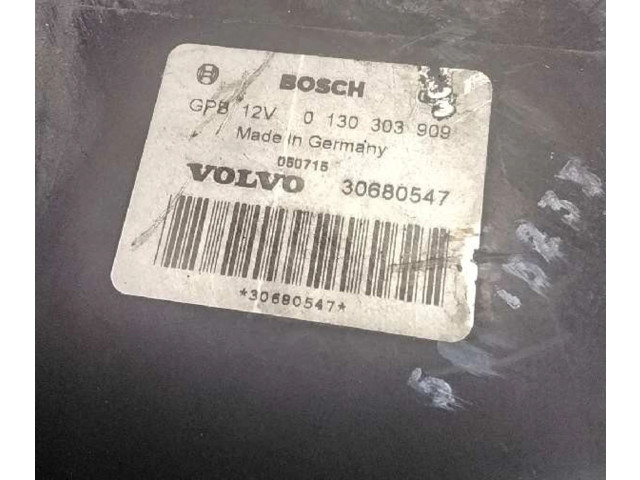 BOSCH
GPB 12V 0 130 303 909
Made in Germany
050715
VOLVO 30680547
*30680547*